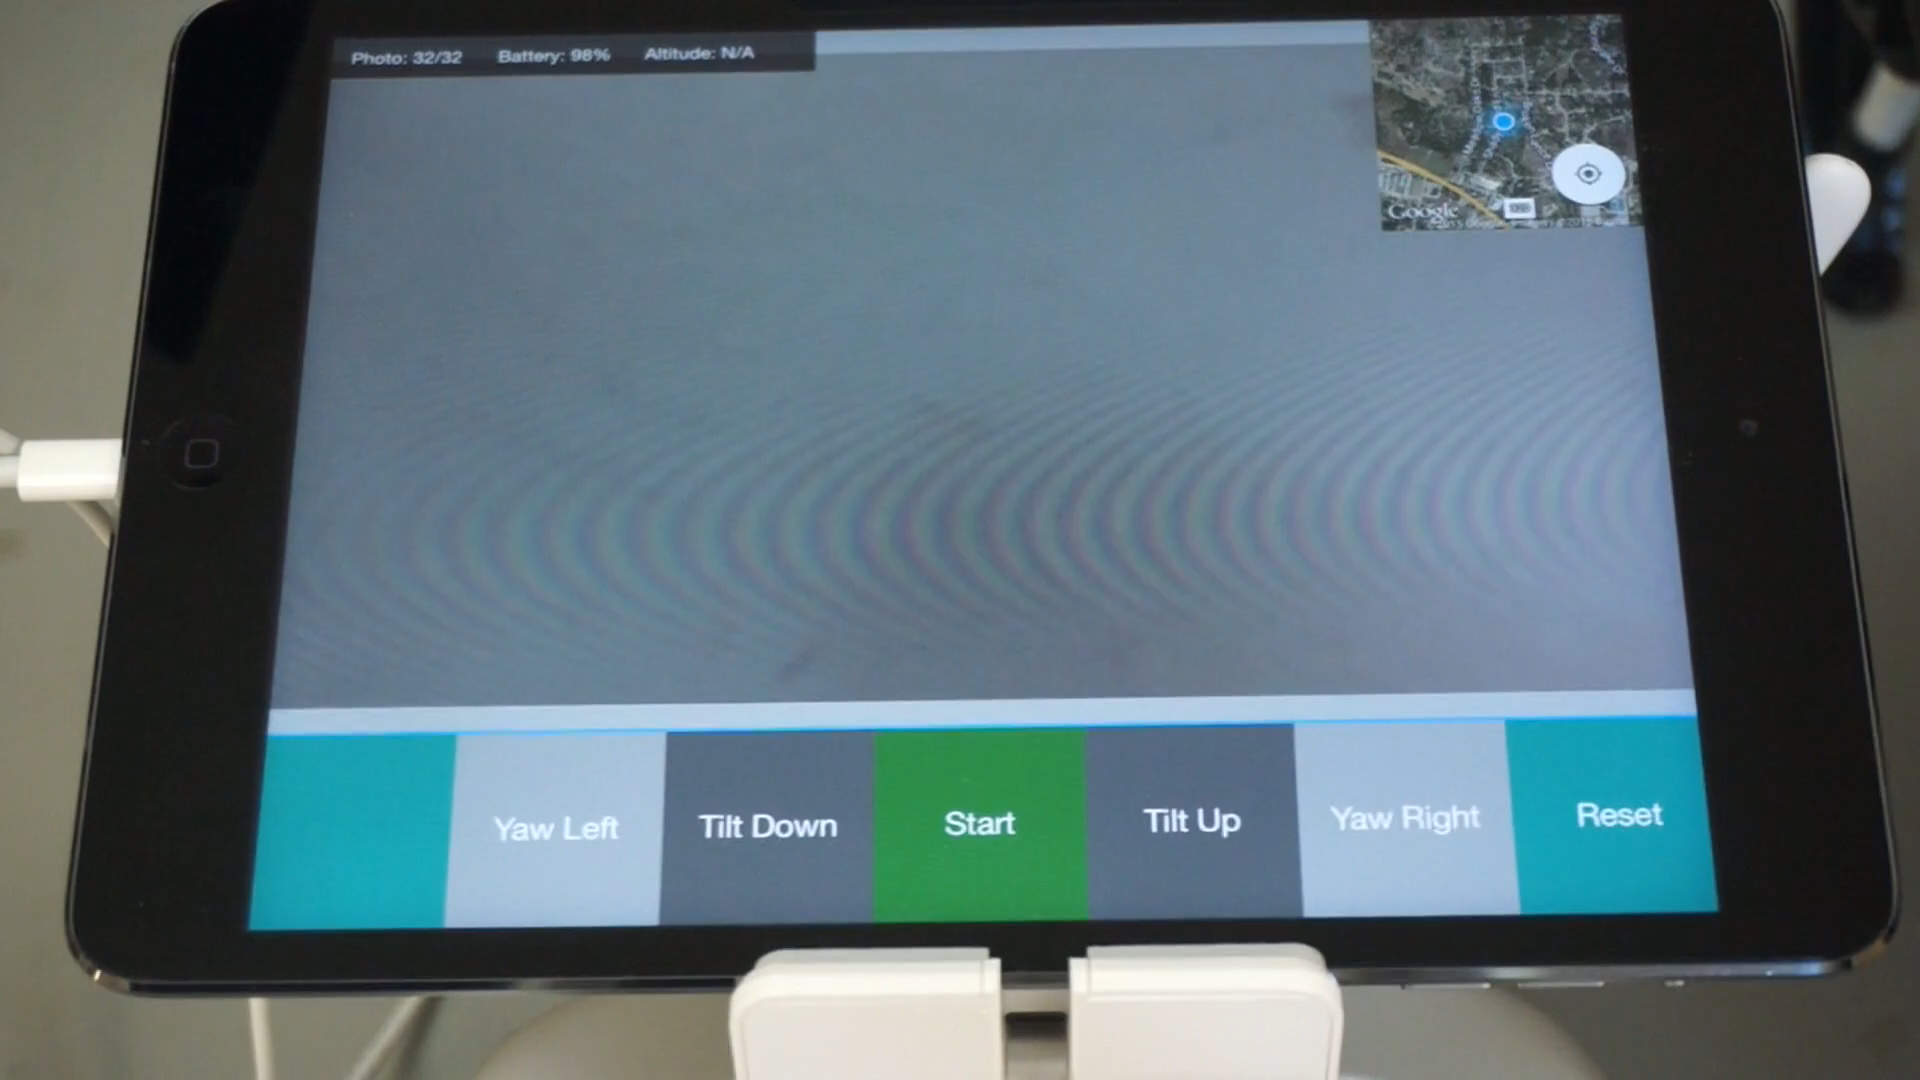 Photo: 32/32 Battery: 98% Altitude: N/A
Google
Yaw Left
Tilt Down
Start
Tilt Up
Yaw Right
Reset